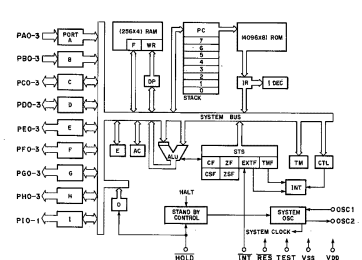 PA0-3 PORT A
PB0-3 B
PC0-3 C
PD0-3 D
PE0-3 E
PF0-3 F
PG0-3 G
PH0-3 H
PI0-1 I
(256X4) RAM
F WR
DP
PC
7
6
5
4
3
2
1
0
STACK
(4096X8) ROM
IR
I DEC
SYSTEM BUS
E
AC
ALU
STS
CF ZF EXTF TMF
CSF ZSF
INT
TM
CTL
O
HALT
STAND BY
CONTROL
SYSTEM
OSC
OSC1
OSC2
SYSTEM CLOCK
HOLD
INT RES TEST VSS VDD